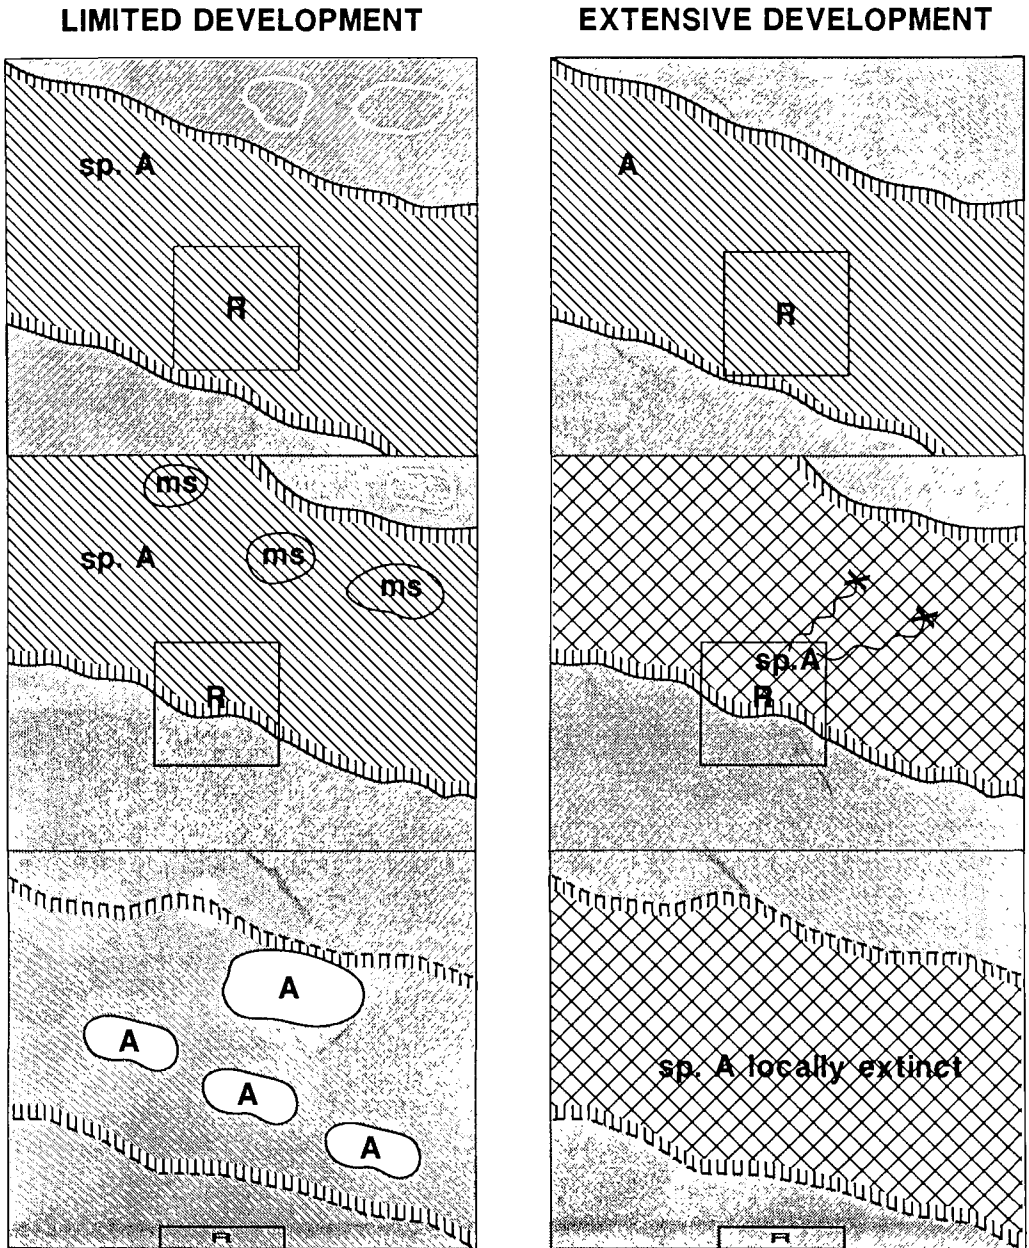 LIMITED DEVELOPMENT
EXTENSIVE DEVELOPMENT
sp. A
R
A
R
ms
sp. A
ms
ms
R
sp. A
R
A
A
A
A
R
sp. A locally extinct
R